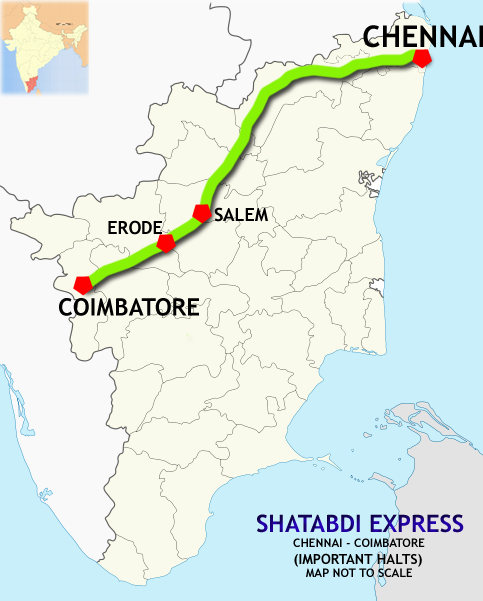 CHENNAI
SALEM
ERODE
COIMBATORE
SHATABDI EXPRESS
CHENNAI - COIMBATORE
(IMPORTANT HALTS)
MAP NOT TO SCALE